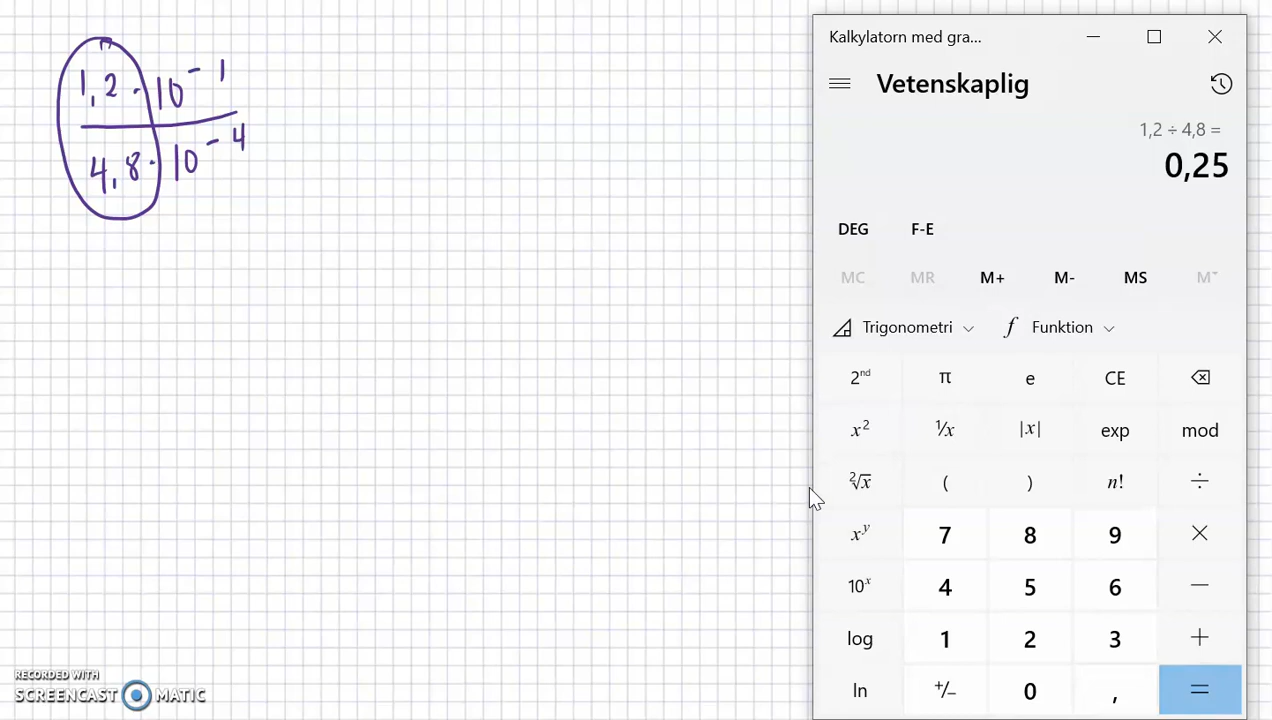 1,2 · 10⁻¹
4,8 · 10⁻⁴
Kalkylatorn med gra...
Vetenskaplig
1,2 ÷ 4,8 =
0,25
DEG F-E
MC MR M+ M- MS M˅
Trigonometri f Funktion
2ⁿᵈ π e CE
x² ¹/x |x| exp mod
²√x ( ) n! ÷
xʸ 7 8 9 ×
10ˣ 4 5 6 −
log 1 2 3 +
ln +/− 0 , =
RECORDED WITH
SCREENCAST MATIC